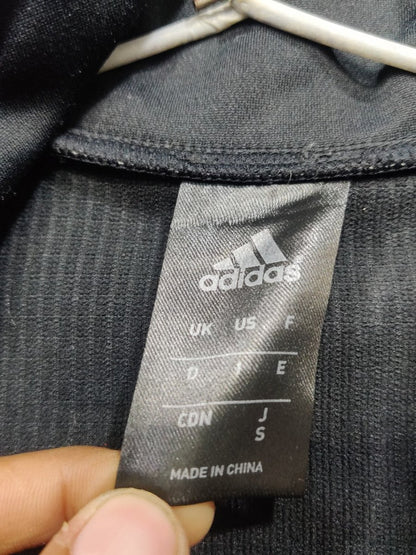 adidas
UK US F
D I E
CDN J
S
MADE IN CHINA